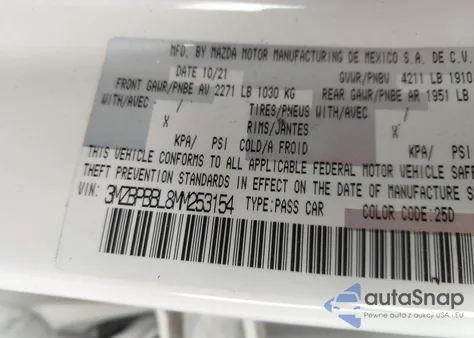 MFD. BY MAZDA MOTOR MANUFACTURING DE MEXICO S.A. DE C.V.
DATE 10/21 GVWR/PNBV 4211 LB 1910
FRONT GAWR/PNBE AV 2271 LB 1030 KG REAR GAWR/PNBE AR 1951 LB
WITH/AVEC / TIRES/PNEUS WITH/AVEC /
X RIMS/JANTES X
KPA/ PSI COLD/A FROID KPA/ PSI
THIS VEHICLE CONFORMS TO ALL APPLICABLE FEDERAL MOTOR VEHICLE SAFE
THEFT PREVENTION STANDARDS IN EFFECT ON THE DATE OF MANUFACTURE S
VIN: 3MZBPBBL8MM253154 TYPE:PASS CAR COLOR CODE:25D
autoSnap
Pewne auta z aukcji USA i EU